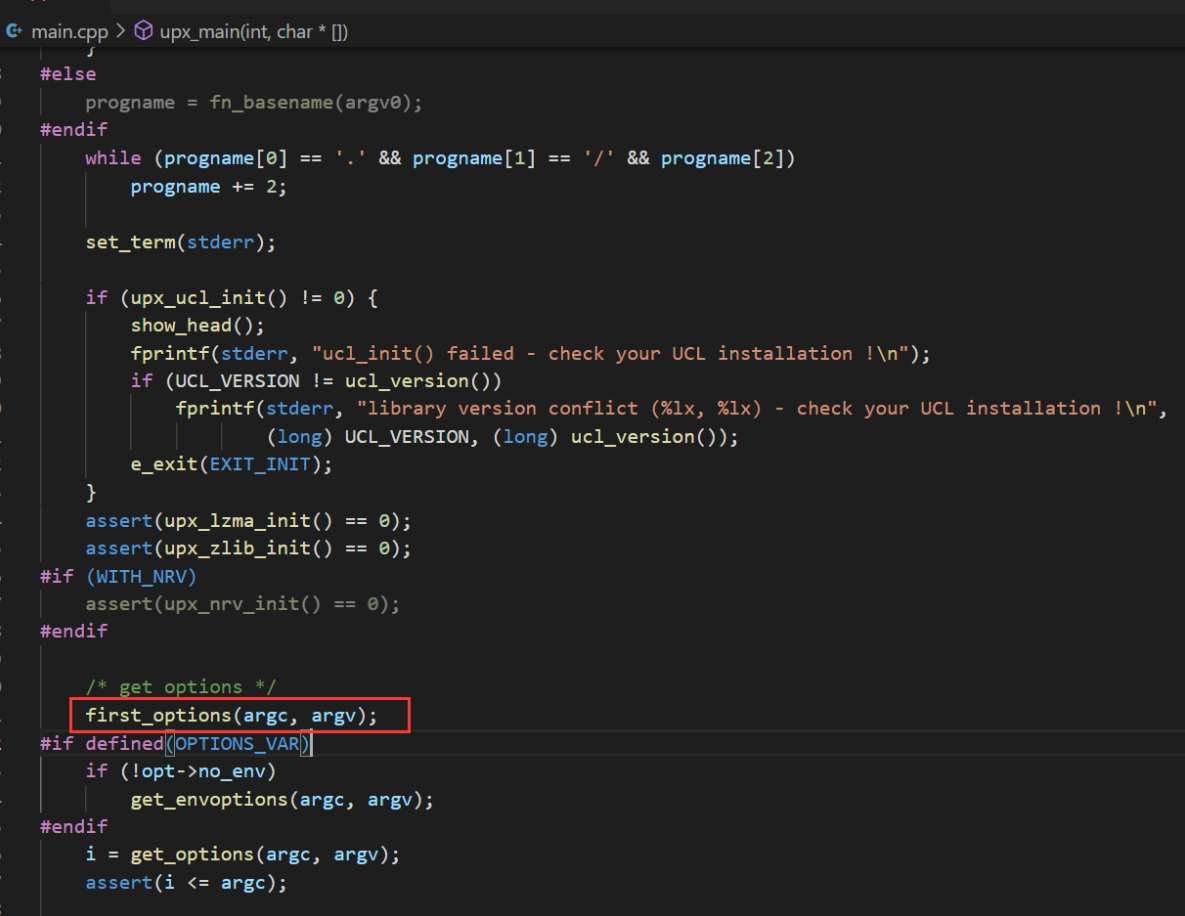 main.cpp > upx_main(int, char * [])
}
#else
progname = fn_basename(argv0);
#endif
while (progname[0] == '.' && progname[1] == '/' && progname[2])
progname += 2;
set_term(stderr);
if (upx_ucl_init() != 0) {
show_head();
fprintf(stderr, "ucl_init() failed - check your UCL installation !\n");
if (UCL_VERSION != ucl_version())
fprintf(stderr, "library version conflict (%lx, %lx) - check your UCL installation !\n",
(long) UCL_VERSION, (long) ucl_version());
e_exit(EXIT_INIT);
}
assert(upx_lzma_init() == 0);
assert(upx_zlib_init() == 0);
#if (WITH_NRV)
assert(upx_nrv_init() == 0);
#endif
/* get options */
first_options(argc, argv);
#if defined(OPTIONS_VAR)
if (!opt->no_env)
get_envoptions(argc, argv);
#endif
i = get_options(argc, argv);
assert(i <= argc);